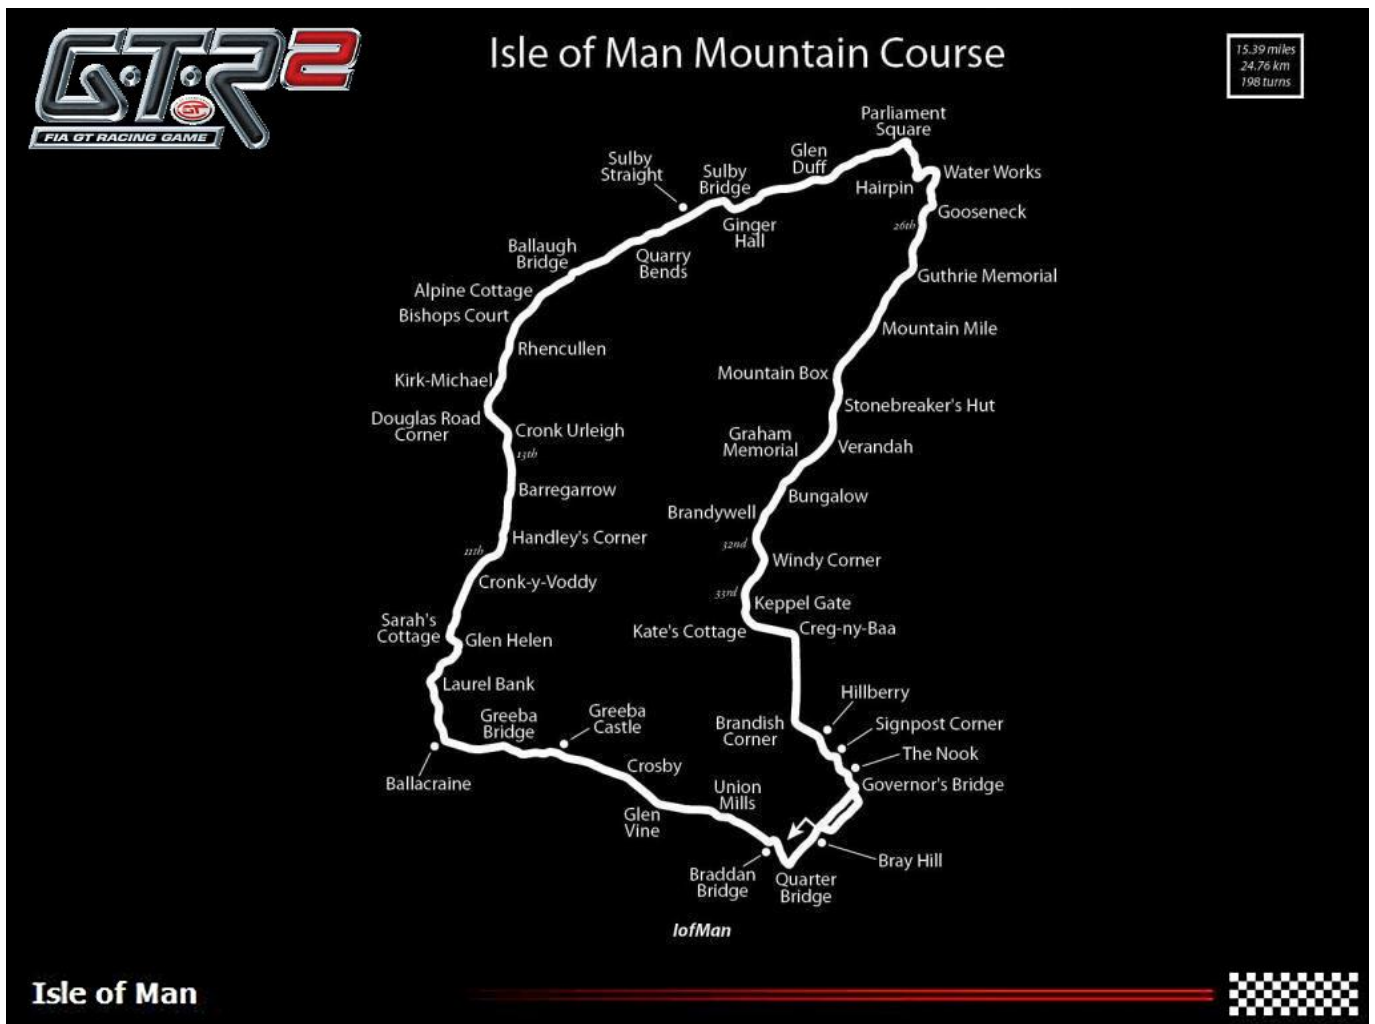 G·T·R2
GT
FIA GT RACING GAME
Isle of Man Mountain Course
15.39 miles
24.76 km
198 turns
Parliament
Square
Glen
Duff
Sulby
Straight
Sulby
Bridge
Hairpin
Water Works
Gooseneck
26th
Ginger
Hall
Ballaugh
Bridge
Quarry
Bends
Guthrie Memorial
Alpine Cottage
Bishops Court
Mountain Mile
Rhencullen
Kirk-Michael
Mountain Box
Stonebreaker's Hut
Douglas Road
Corner
Cronk Urleigh
13th
Graham
Memorial
Verandah
Barregarrow
Bungalow
Brandywell
Handley's Corner
11th
32nd
Windy Corner
Cronk-y-Voddy
33rd
Keppel Gate
Sarah's
Cottage
Glen Helen
Kate's Cottage
Creg-ny-Baa
Laurel Bank
Hillberry
Greeba
Bridge
Greeba
Castle
Brandish
Corner
Signpost Corner
The Nook
Crosby
Ballacraine
Union
Mills
Governor's Bridge
Glen
Vine
Bray Hill
Braddan
Bridge
Quarter
Bridge
IofMan
Isle of Man